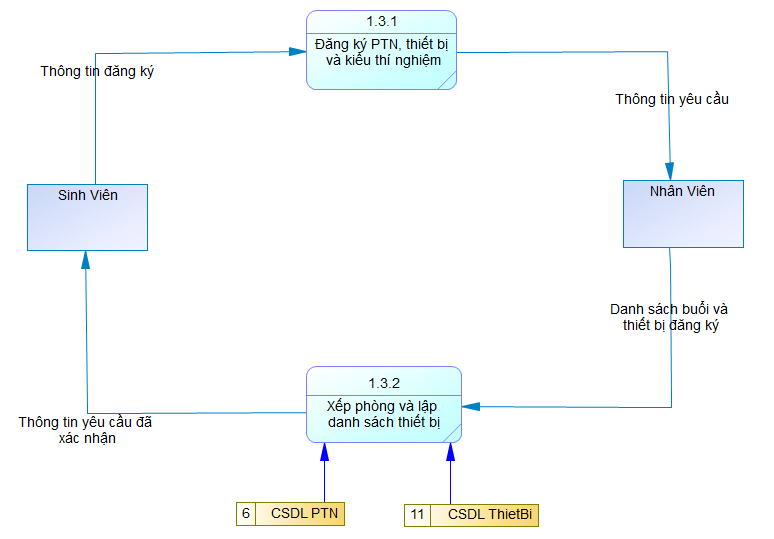 1.3.1
Đăng ký PTN, thiết bị
và kiểu thí nghiệm
Thông tin đăng ký
Thông tin yêu cầu
Sinh Viên
Nhân Viên
Danh sách buổi và
thiết bị đăng ký
1.3.2
Xếp phòng và lập
danh sách thiết bị
Thông tin yêu cầu đã
xác nhận
6 CSDL PTN
11 CSDL ThietBi